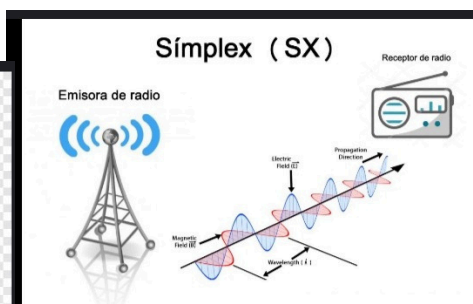 Símplex (SX)
Receptor de radio
Emisora de radio
Electric
Field (E)
Propagation
Direction
Magnetic
Field (B)
Wavelength (λ)